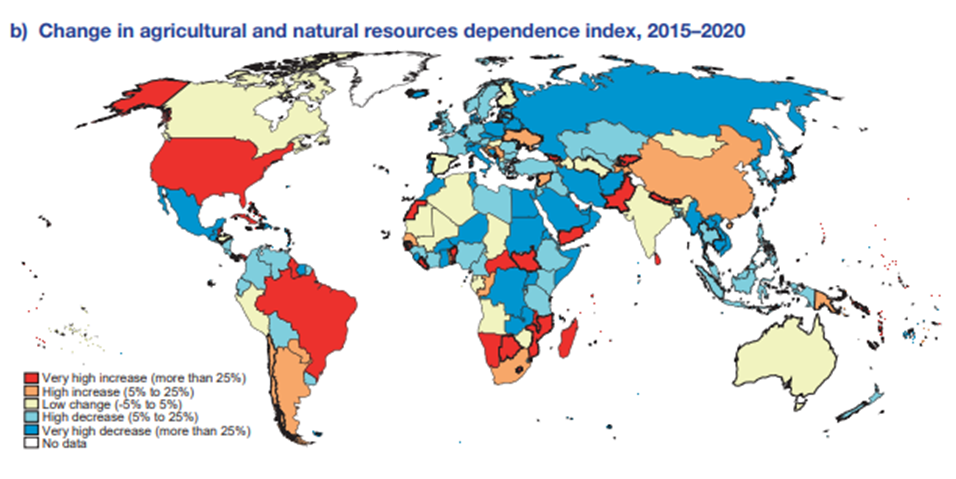 b) Change in agricultural and natural resources dependence index, 2015–2020
Very high increase (more than 25%)
High increase (5% to 25%)
Low change (-5% to 5%)
High decrease (5% to 25%)
Very high decrease (more than 25%)
No data